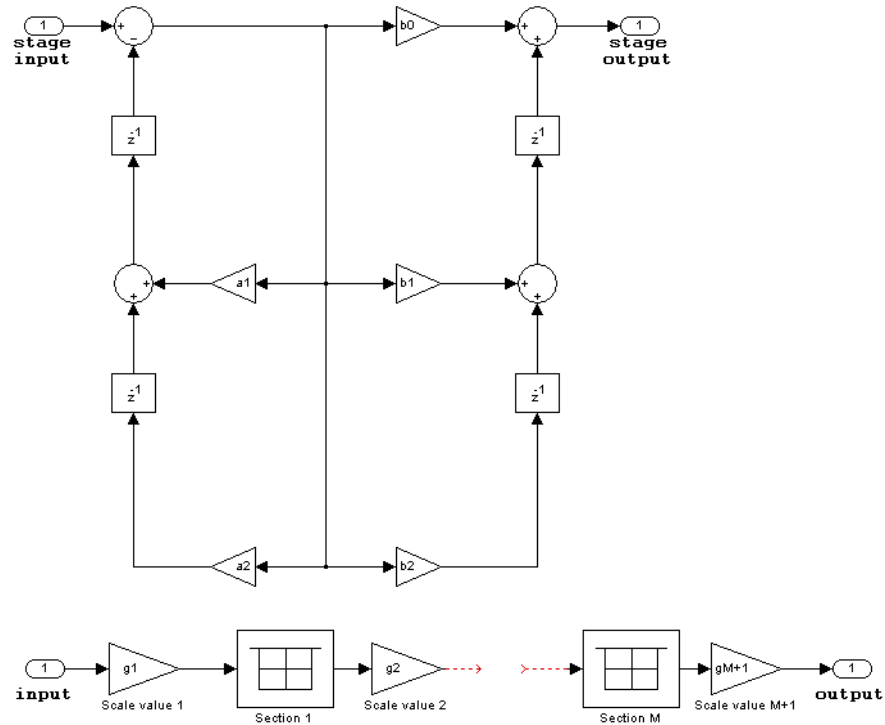 1 + b0 + 1
stage − + stage
input output
z-1 z-1
+ a1 b1 +
+ +
z-1 z-1
a2 b2
1 g1 g2 gM+1 1
input Scale value 1 Section 1 Scale value 2 Section M Scale value M+1 output